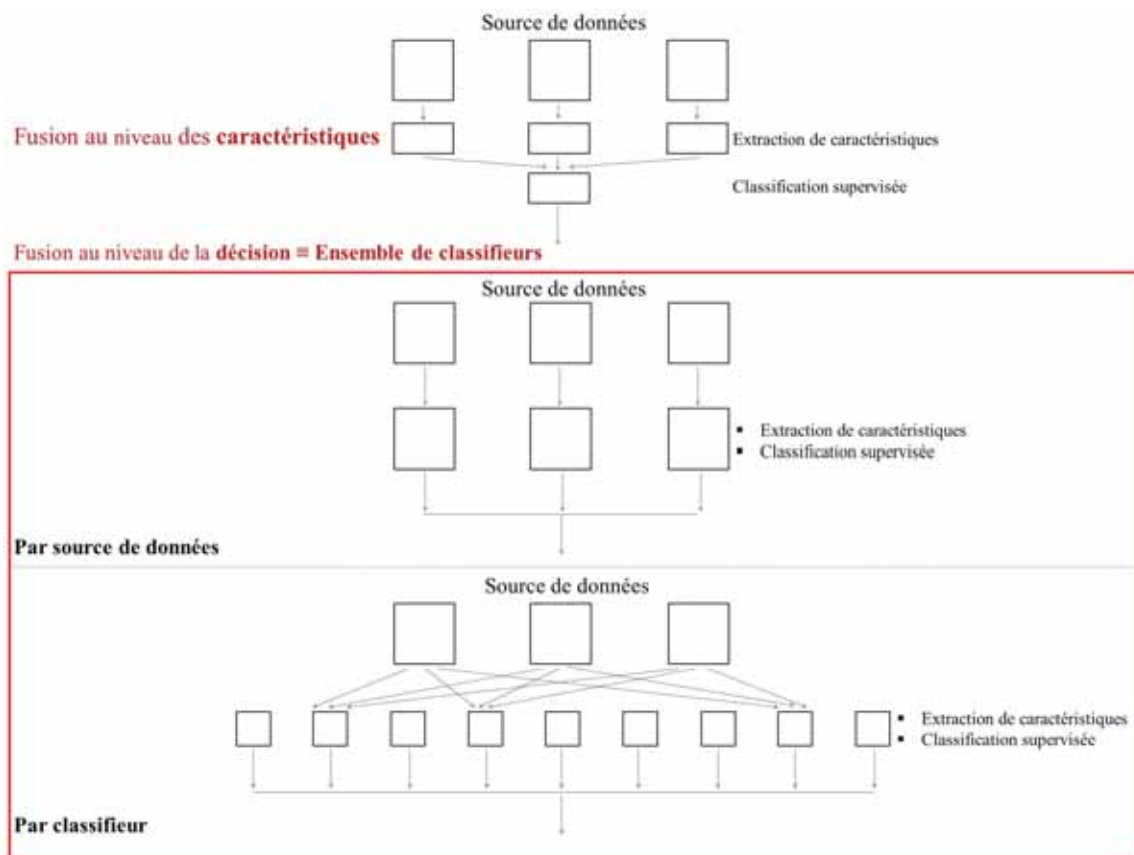 Source de données
Fusion au niveau des caractéristiques
Extraction de caractéristiques
Classification supervisée
Fusion au niveau de la décision ≡ Ensemble de classifieurs
Source de données
▪ Extraction de caractéristiques
▪ Classification supervisée
Par source de données
Source de données
▪ Extraction de caractéristiques
▪ Classification supervisée
Par classifieur